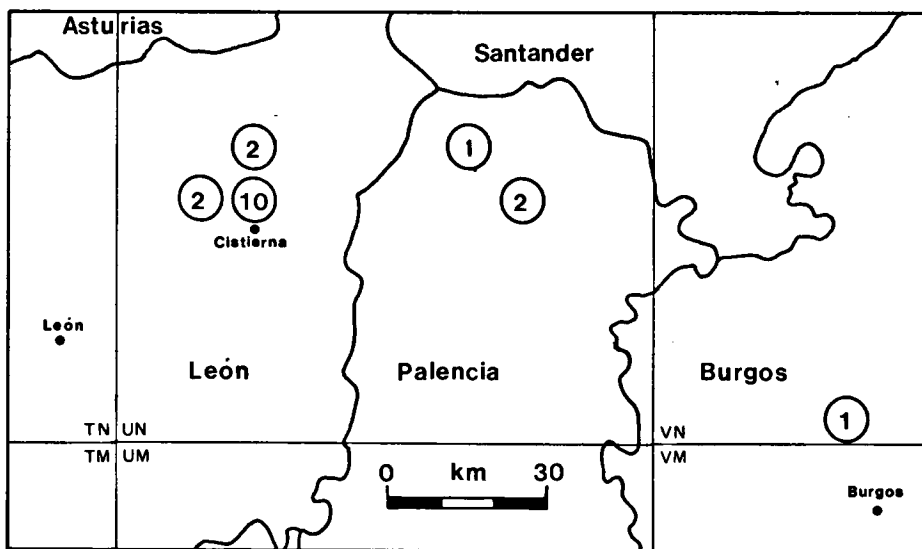 Asturias
Santander
2
1
2
10
2
Cistierna
León
León
Palencia
Burgos
1
TN UN
VN
TM UM
VM
0 km 30
Burgos